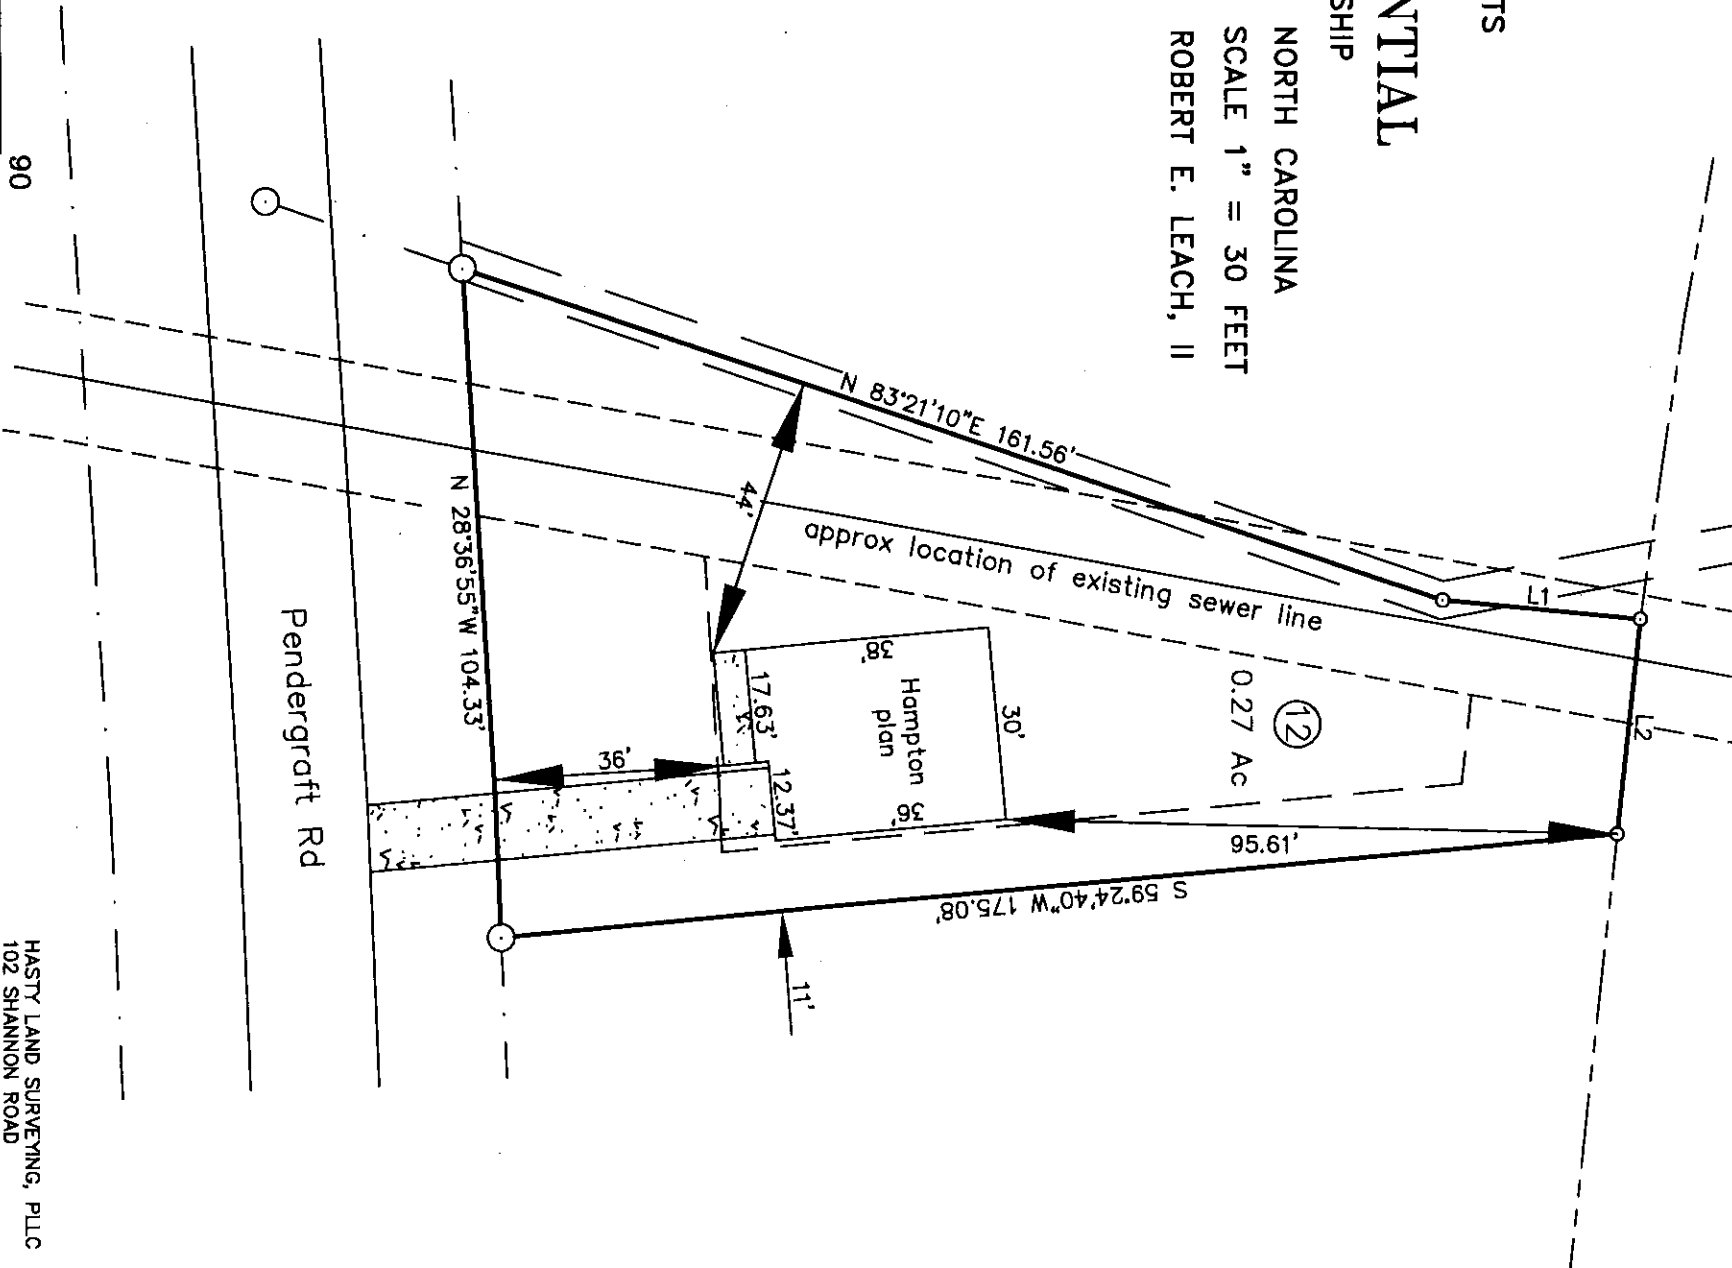 TS
NTIAL
SHIP
NORTH CAROLINA
SCALE 1" = 30 FEET
ROBERT E. LEACH, II
90
N 83°21'10"E 161.56'
L1
L2
44'
approx location of existing sewer line
12
0.27 Ac
38'
30'
Hampton
plan
17.63'
12.37'
36'
36'
95.61'
N 28°36'55"W 104.33'
S 59°24'40"W 175.08'
11'
Pendergraft Rd
HASTY LAND SURVEYING, PLLC
102 SHANNON ROAD